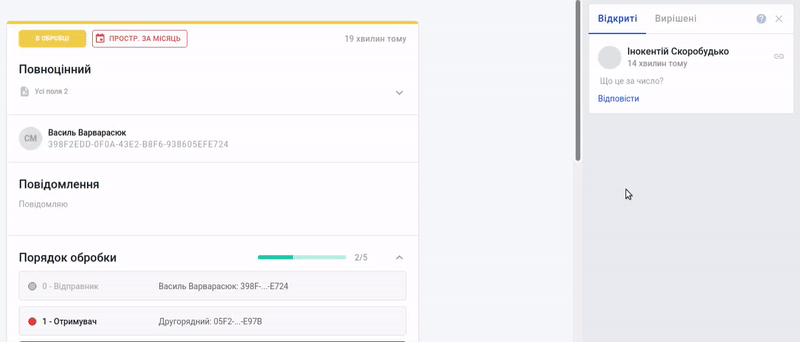 В ОБРОБЦІ
ПРОСТР. ЗА МІСЯЦЬ
19 хвилин тому
Повноцінний
Усі поля 2
СМ
Василь Варварасюк
398F2EDD-0F0A-43E2-B8F6-938605EFE724
Повідомлення
Повідомляю
Порядок обробки
2/5
0 - Відправник
Василь Варварасюк: 398F-...-E724
1 - Отримувач
Другорядний: 05F2-...-E97B
Відкриті
Вирішені
?
Інокентій Скоробудько
14 хвилин тому
Що це за число?
Відповісти